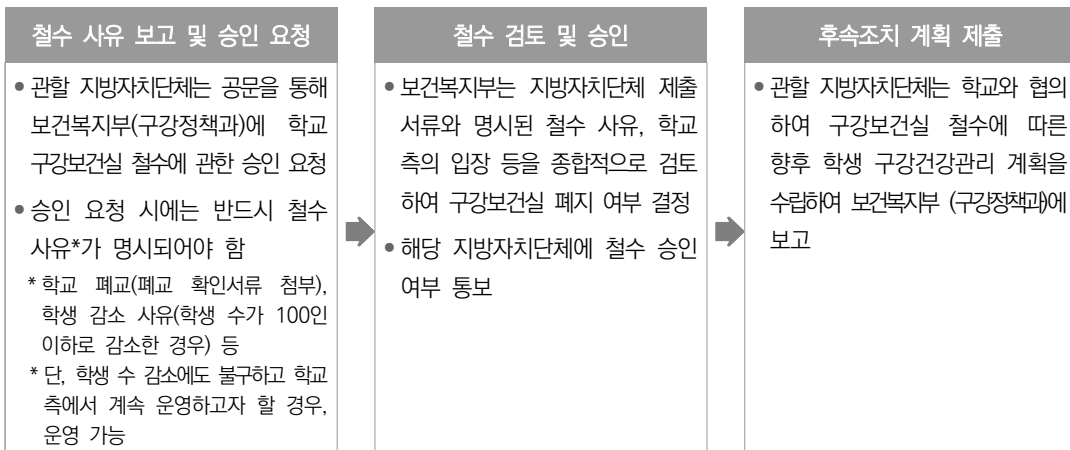 철수 사유 보고 및 승인 요청
• 관할 지방자치단체는 공문을 통해
보건복지부(구강정책과)에 학교
구강보건실 철수에 관한 승인 요청
• 승인 요청 시에는 반드시 철수
사유*가 명시되어야 함
* 학교 폐교(폐교 확인서류 첨부),
학생 감소 사유(학생 수가 100인
이하로 감소한 경우) 등
* 단, 학생 수 감소에도 불구하고 학교
측에서 계속 운영하고자 할 경우,
운영 가능
철수 검토 및 승인
• 보건복지부는 지방자치단체 제출
서류와 명시된 철수 사유, 학교
측의 입장 등을 종합적으로 검토
하여 구강보건실 폐지 여부 결정
• 해당 지방자치단체에 철수 승인
여부 통보
후속조치 계획 제출
• 관할 지방자치단체는 학교와 협의
하여 구강보건실 철수에 따른
향후 학생 구강건강관리 계획을
수립하여 보건복지부 (구강정책과)에
보고